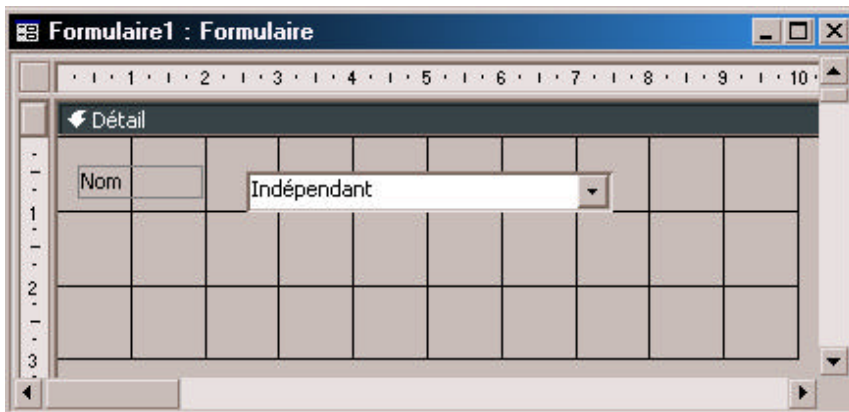 Formulaire1 : Formulaire
1 2 3 4 5 6 7 8 9 10
Détail
Nom
Indépendant
1
2
3